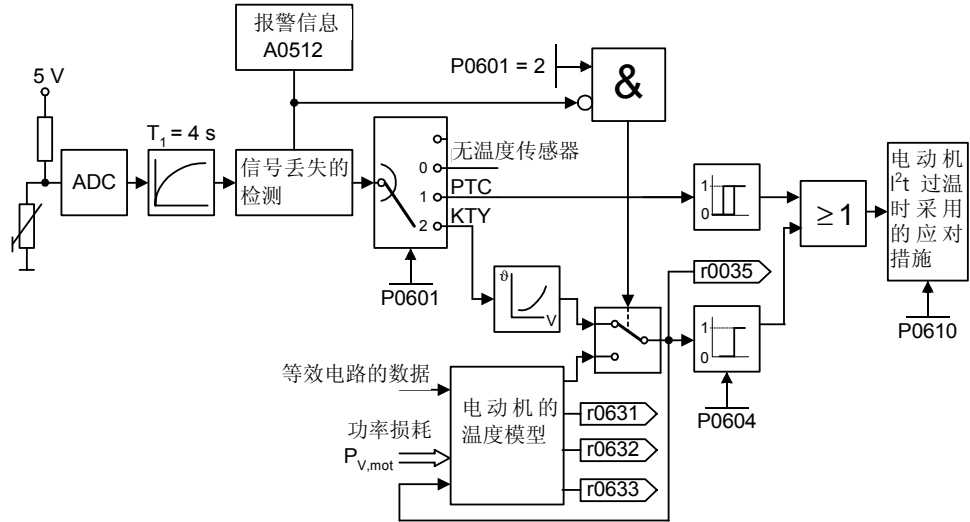 报警信息
A0512
P0601 = 2
&
5 V
T1 = 4 s
ADC
信号丢失的
检测
无温度传感器
0
1
PTC
2
KTY
P0601
1
0
≥1
电动机
I²t 过温
时采用
的应对
措施
P0610
r0035
ϑ
V
1
0
P0604
等效电路的数据
功率损耗
PV,mot
电动机的
温度模型
r0631
r0632
r0633